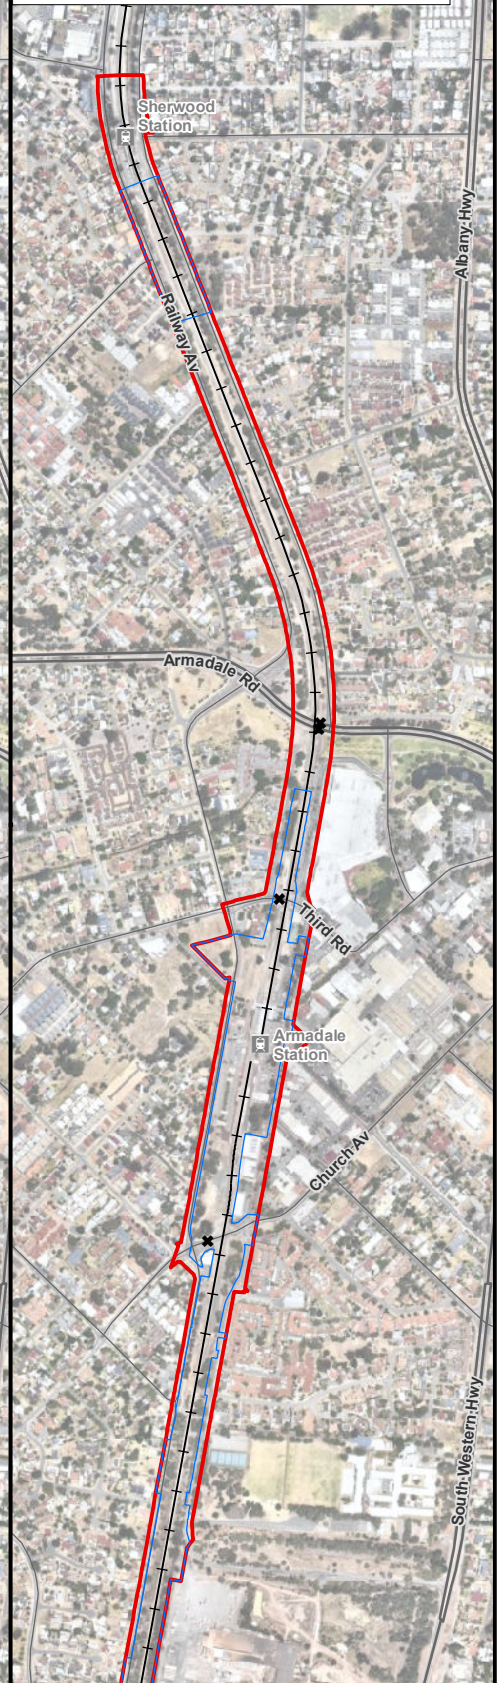 Sherwood
Station
Albany Hwy
Railway Av
Armadale Rd
Third Rd
Armadale
Station
Church Av
South Western Hwy